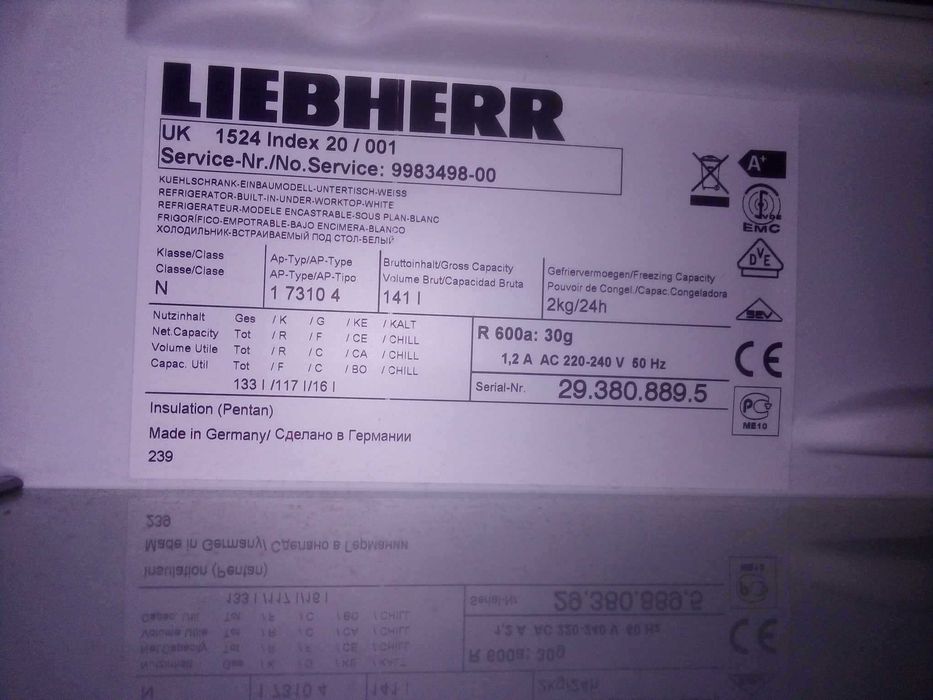 LIEBHERR
UK 1524 Index 20 / 001
Service-Nr./No.Service: 9983498-00
KUEHLSCHRANK-EINBAUMODELL-UNTERTISCH-WEISS
REFRIGERATOR-BUILT-IN-UNDER-WORKTOP-WHITE
REFRIGERATEUR-MODELE ENCASTRABLE-SOUS PLAN-BLANC
FRIGORÍFICO-EMPOTRABLE-BAJO ENCIMERA-BLANCO
ХОЛОДИЛЬНИК-ВСТРАИВАЕМЫЙ ПОД СТОЛ-БЕЛЫЙ
A+
VDE
EMC
DVE
SEV
CE
РСТ
ME10
Klasse/Class
Classe/Clase
N
Ap-Typ/AP-Type
AP-Type/AP-Tipo
1 7310 4
Bruttoinhalt/Gross Capacity
Volume Brut/Capacidad Bruta
141 l
Gefriervermoegen/Freezing Capacity
Pouvoir de Congel./Capac.Congeladora
2kg/24h
Nutzinhalt Ges / K / G / KE / KALT
Net.Capacity Tot / R / F / CE / CHILL
Volume Utile Tot / R / C / CA / CHILL
Capac. Util Tot / F / C / BO / CHILL
133 l /117 l/16 l
R 600a: 30g
1,2 A AC 220-240 V 50 Hz
Serial-Nr. 29.380.889.5
Insulation (Pentan)
Made in Germany/ Сделано в Германии
239